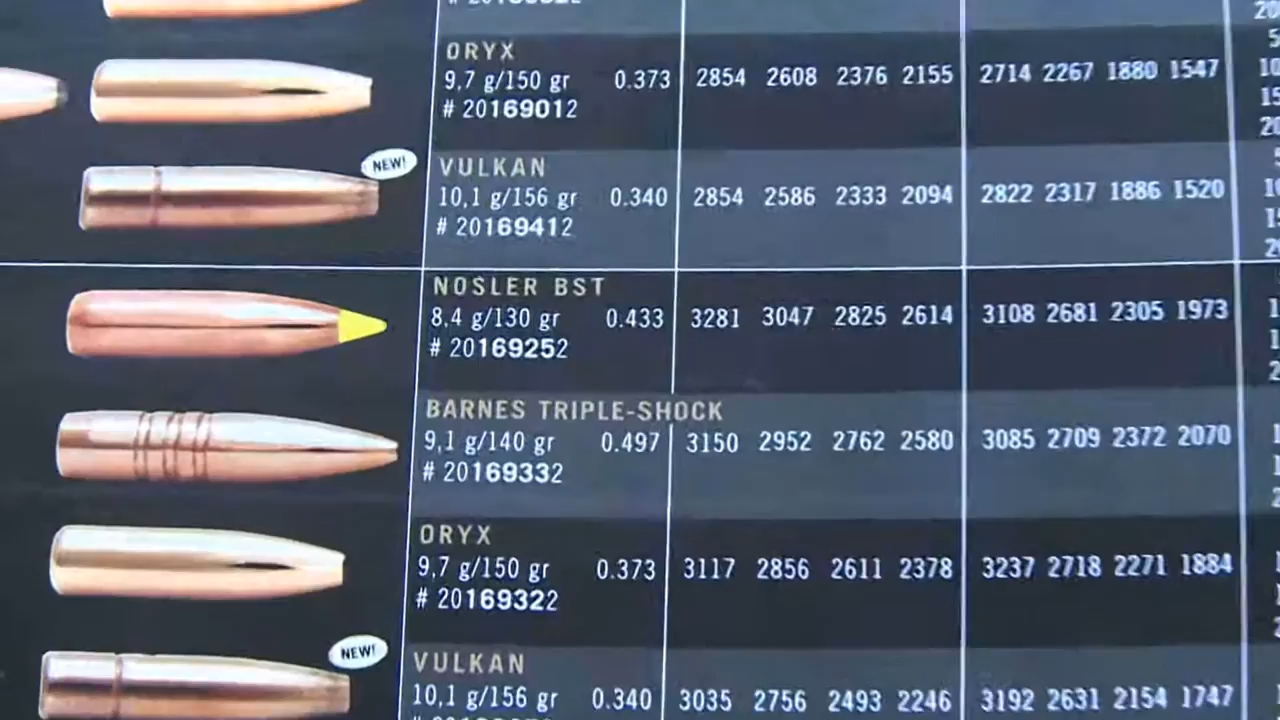 ORYX
9,7 g/150 gr 0.373 2854 2608 2376 2155 2714 2267 1880 1547
# 20169012
NEW!
VULKAN
10,1 g/156 gr 0.340 2854 2586 2333 2094 2822 2317 1886 1520
# 20169412
NOSLER BST
8,4 g/130 gr 0.433 3281 3047 2825 2614 3108 2681 2305 1973
# 20169252
BARNES TRIPLE-SHOCK
9,1 g/140 gr 0.497 3150 2952 2762 2580 3085 2709 2372 2070
# 20169332
ORYX
9,7 g/150 gr 0.373 3117 2856 2611 2378 3237 2718 2271 1884
# 20169322
NEW!
VULKAN
10,1 g/156 gr 0.340 3035 2756 2493 2246 3192 2631 2154 1747